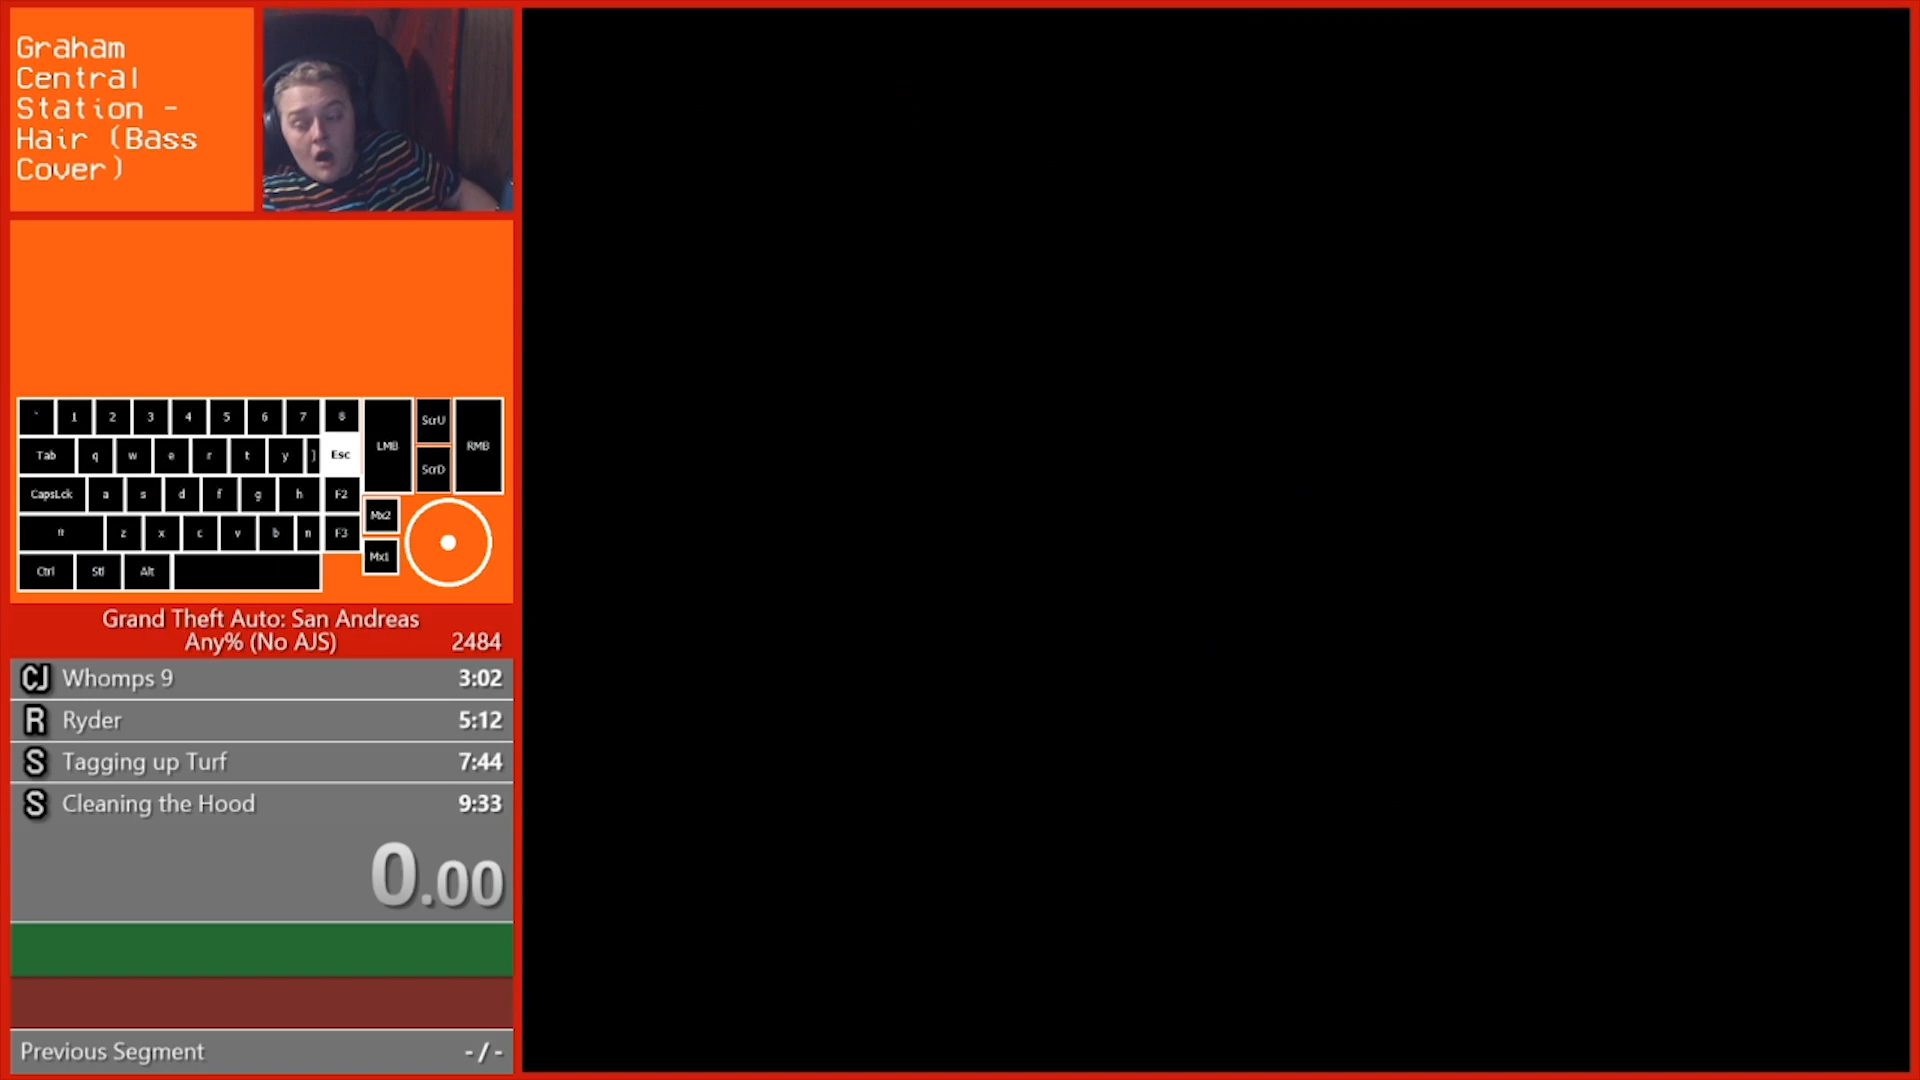 Graham
Central
Station -
Hair (Bass
Cover)
` 1 2 3 4 5 6 7 8
Tab q w e r t y ] Esc
CapsLck a s d f g h F2
z x c v b n F3
Ctrl Alt
LMB ScrU RMB
ScrD
Mx2
Mx1
Grand Theft Auto: San Andreas
Any% (No AJS) 2484
CJ Whomps 9 3:02
R Ryder 5:12
S Tagging up Turf 7:44
S Cleaning the Hood 9:33
0.00
Previous Segment - / -